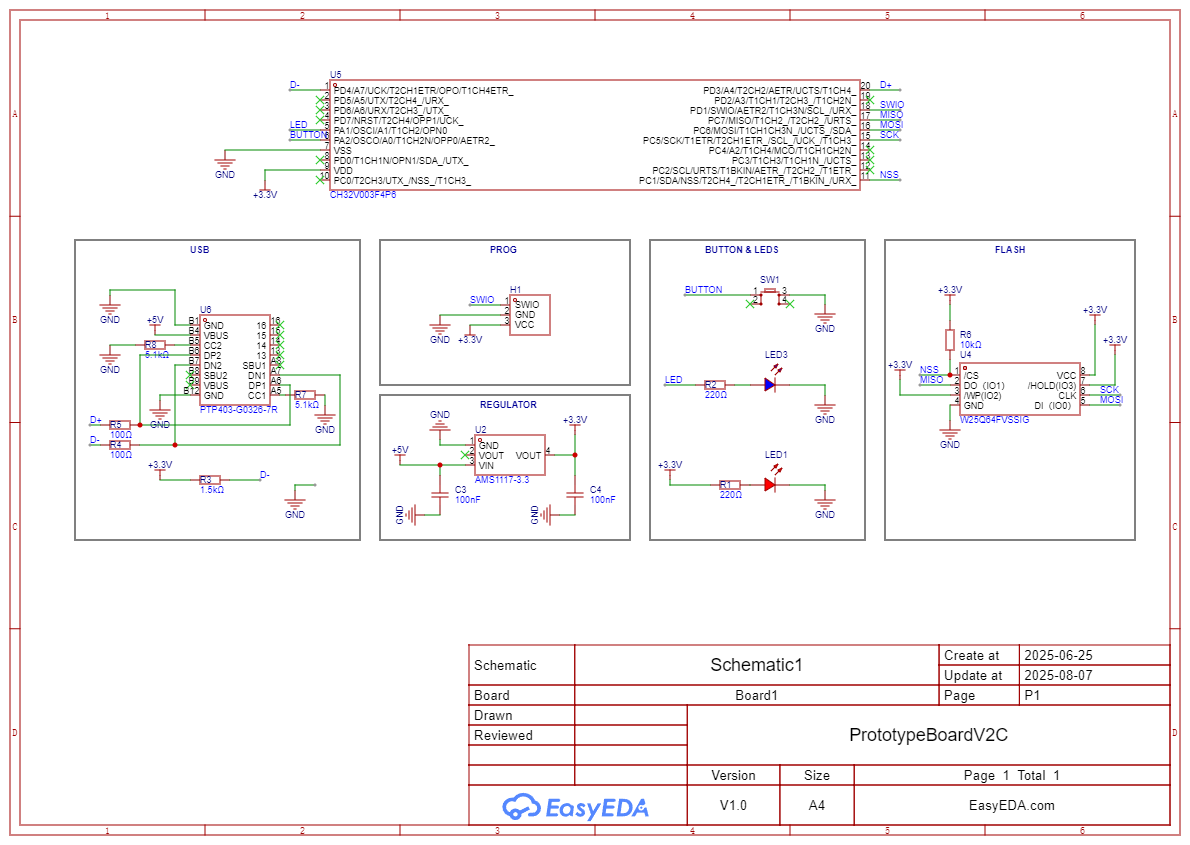 1 2 3 4 5 6
A A
B B
C C
D D
U5
D- 1 PD4/A7/UCK/T2CH1ETR/OPO/T1CH4ETR_
2 PD5/A5/UTX/T2CH4_/URX_
3 PD6/A6/URX/T2CH3_/UTX_
4 PD7/NRST/T2CH4/OPP1/UCK_
LED 5 PA1/OSCI/A1/T1CH2/OPN0
BUTTON 6 PA2/OSCO/A0/T1CH2N/OPP0/AETR2_
7 VSS
8 PD0/T1CH1N/OPN1/SDA_/UTX_
9 VDD
10 PC0/T2CH3/UTX_/NSS_/T1CH3_
PD3/A4/T2CH2/AETR/UCTS/T1CH4_ 20 D+
PD2/A3/T1CH1/T2CH3_/T1CH2N_ 19
PD1/SWIO/AETR2/T1CH3N/SCL_/URX_ 18 SWIO
PC7/MISO/T1CH2_/T2CH2_/URTS_ 17 MISO
PC6/MOSI/T1CH1CH3N_/UCTS_/SDA_ 16 MOSI
PC5/SCK/T1ETR/T2CH1ETR_/SCL_/UCK_/T1CH3_ 15 SCK
PC4/A2/T1CH4/MCO/T1CH1CH2N_ 14
PC3/T1CH3/T1CH1N_/UCTS_ 13
PC2/SCL/URTS/T1BKIN/AETR_/T2CH2_/T1ETR_ 12
PC1/SDA/NSS/T2CH4_/T2CH1ETR_/T1BKIN_/URX_ 11 NSS
GND
+3.3V
CH32V003F4P6
USB
GND
+5V
GND
R8
5.1kΩ
U6
B1 GND 16 16
B4 VBUS 15 15
B5 CC2 14 14
B6 DP2 13 13
B7 DN2 SBU1 A8
B8 SBU2 DN1 A7
B9 VBUS DP1 A6
B12 GND CC1 A5
PTP403-G0326-7R
R7
5.1kΩ
GND
GND
D+ R5
100Ω
D- R4
100Ω
+3.3V
R3
1.5kΩ
D-
GND
PROG
H1
SWIO 1 SWIO
2 GND
3 VCC
GND
+3.3V
REGULATOR
GND
+5V
U2
1 GND
2 VOUT VOUT 4
3 VIN
AMS1117-3.3
+3.3V
C3
100nF
C4
100nF
GND
GND
BUTTON & LEDS
BUTTON
SW1
1 3
2 4
GND
LED
R2
220Ω
LED3
GND
+3.3V
R1
220Ω
LED1
GND
FLASH
+3.3V
R6
10kΩ
U4
+3.3V
NSS 1 /CS VCC 8
MISO 2 DO (IO1) /HOLD(IO3) 7
3 /WP(IO2) CLK 6 SCK
4 GND DI (IO0) 5 MOSI
W25Q64FVSSIG
GND
+3.3V
+3.3V
Schematic Schematic1 Create at 2025-06-25
Update at 2025-08-07
Board Board1 Page P1
Drawn
Reviewed
PrototypeBoardV2C
Version Size Page 1 Total 1
EasyEDA V1.0 A4 EasyEDA.com
1 2 3 4 5 6